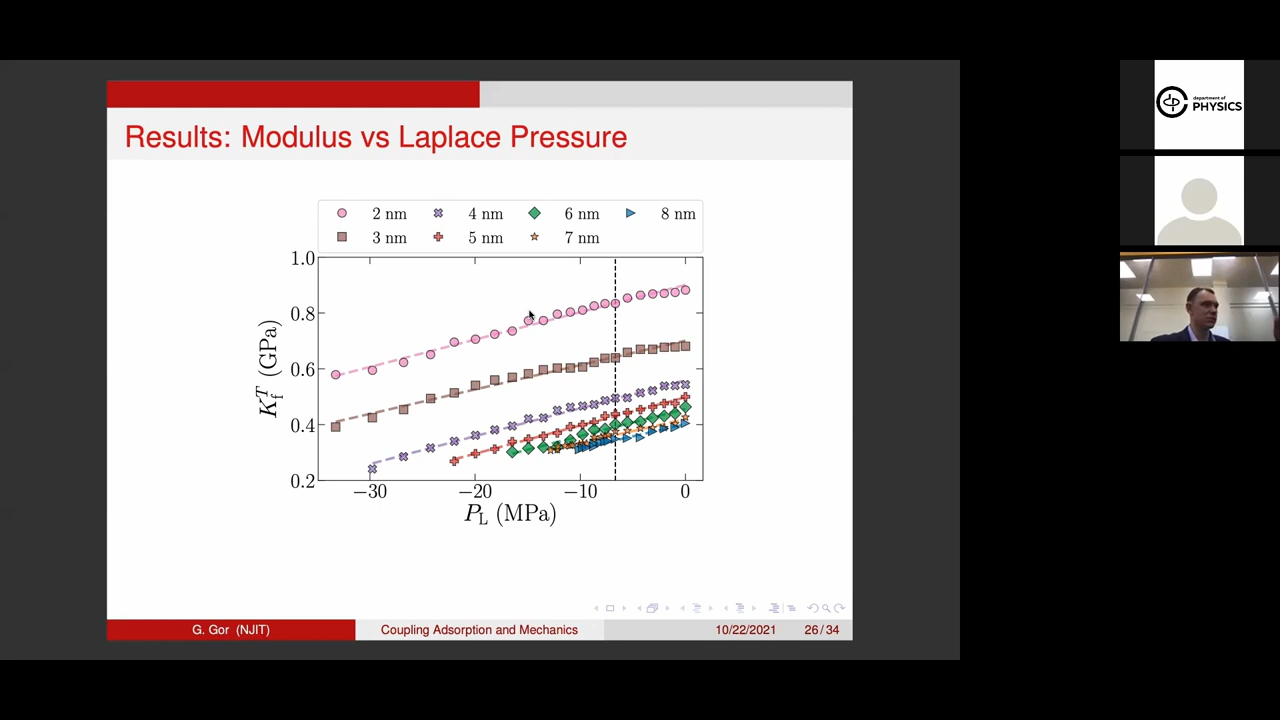 Results: Modulus vs Laplace Pressure
2 nm 4 nm 6 nm 8 nm
3 nm 5 nm 7 nm
1.0
0.8
0.6
0.4
0.2
K_f^T (GPa)
−30 −20 −10 0
P_L (MPa)
G. Gor (NJIT) Coupling Adsorption and Mechanics 10/22/2021 26/34
department of
PHYSICS